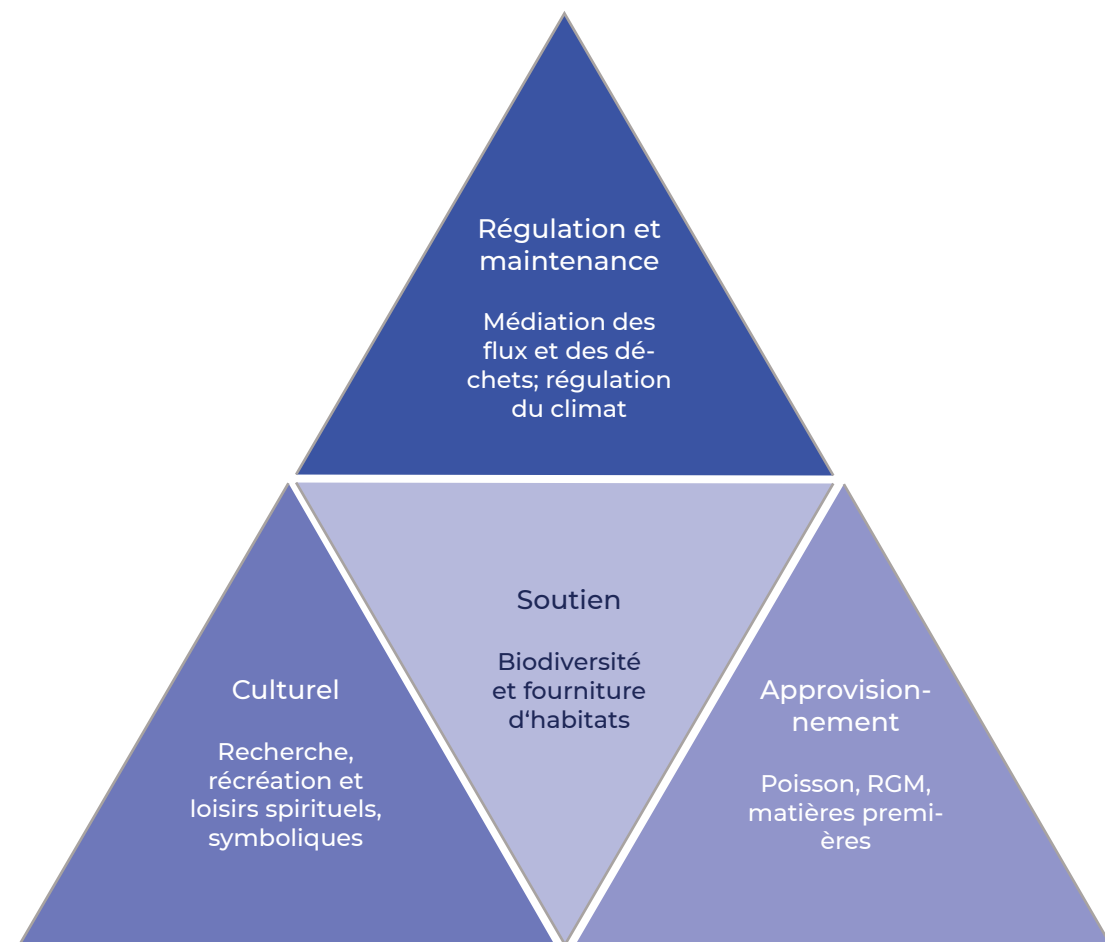 Régulation et
maintenance
Médiation des
flux et des dé-
chets; régulation
du climat
Soutien
Biodiversité
et fourniture
d‘habitats
Culturel
Recherche,
récréation et
loisirs spirituels,
symboliques
Approvision-
nement
Poisson, RGM,
matières premi-
ères